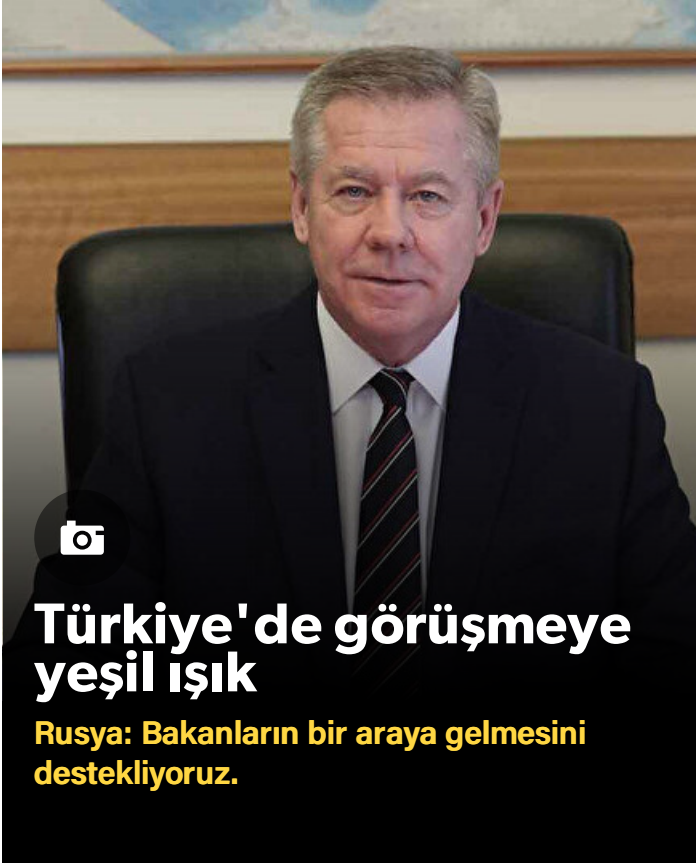 Türkiye'de görüşmeye
yeşil ışık
Rusya: Bakanların bir araya gelmesini
destekliyoruz.